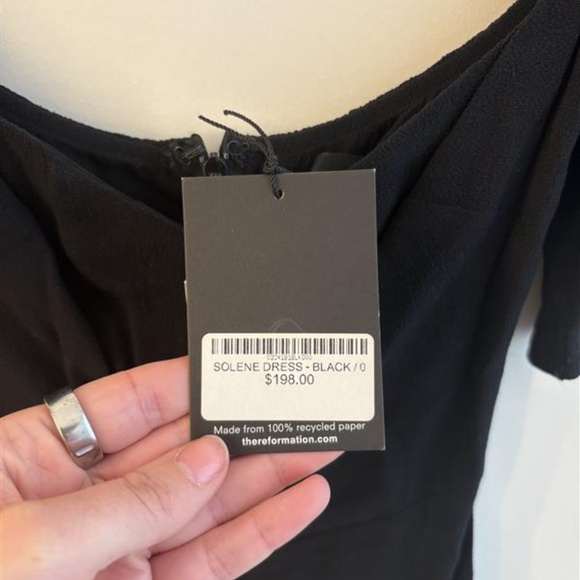 SOLENE DRESS - BLACK / 0
$198.00
Made from 100% recycled paper
thereformation.com